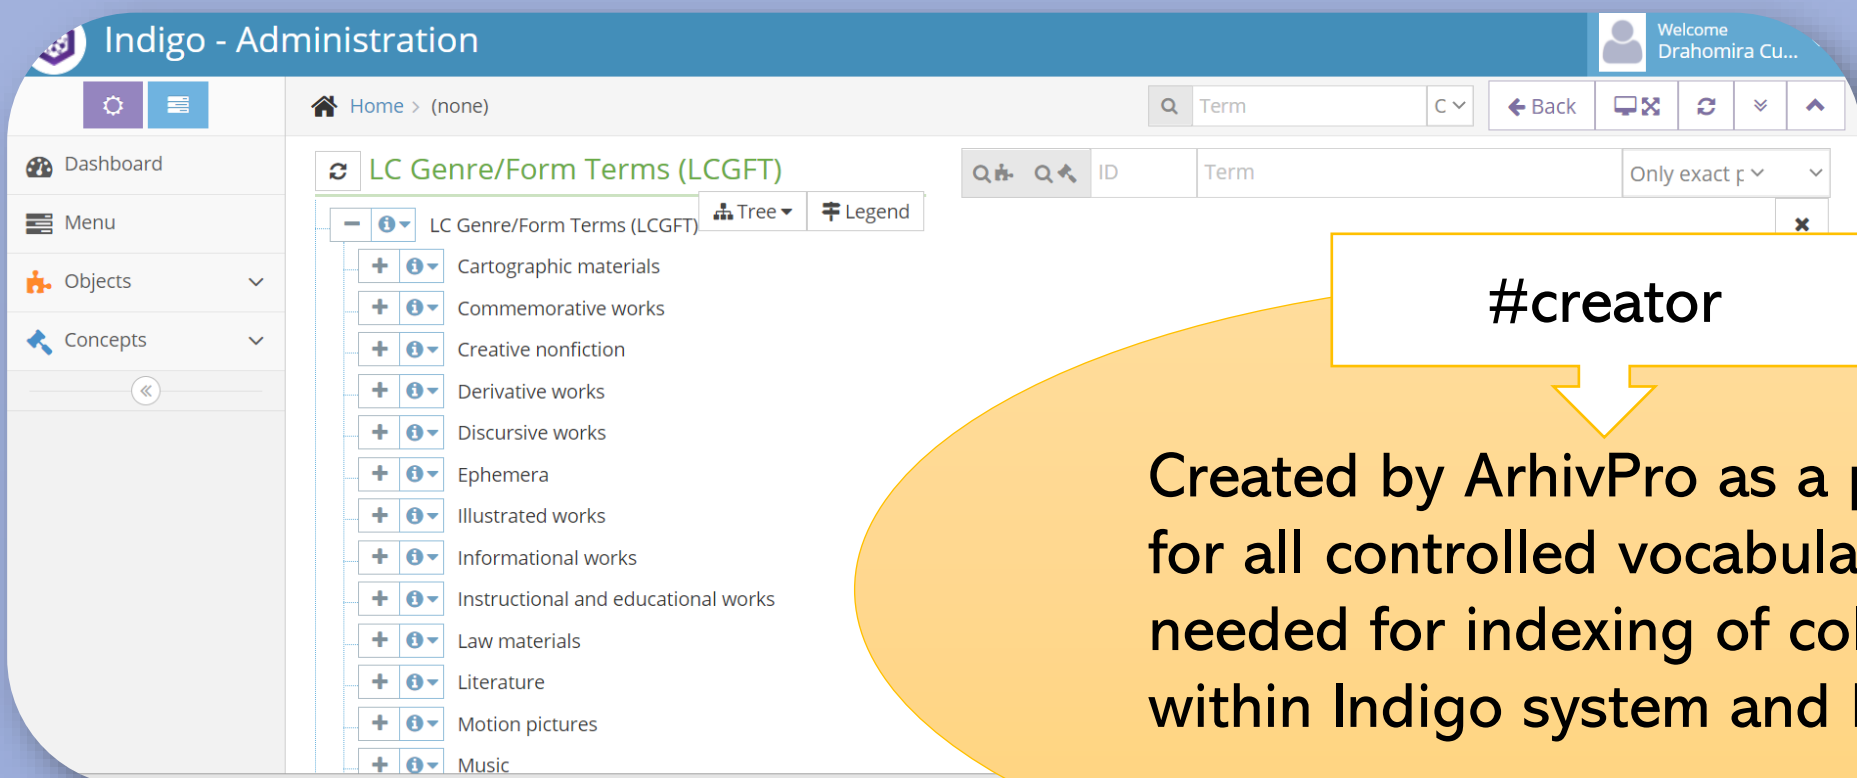 Indigo - Administration
Welcome
Drahomira Cu...
Home > (none)
Term
C
Back
Dashboard
Menu
Objects
Concepts
LC Genre/Form Terms (LCGFT)
ID
Term
Only exact p
Tree
Legend
LC Genre/Form Terms (LCGFT)
Cartographic materials
Commemorative works
Creative nonfiction
Derivative works
Discursive works
Ephemera
Illustrated works
Informational works
Instructional and educational works
Law materials
Literature
Motion pictures
Music
#creator
Created by ArhivPro as a
for all controlled
needed for indexing of
within Indigo system and